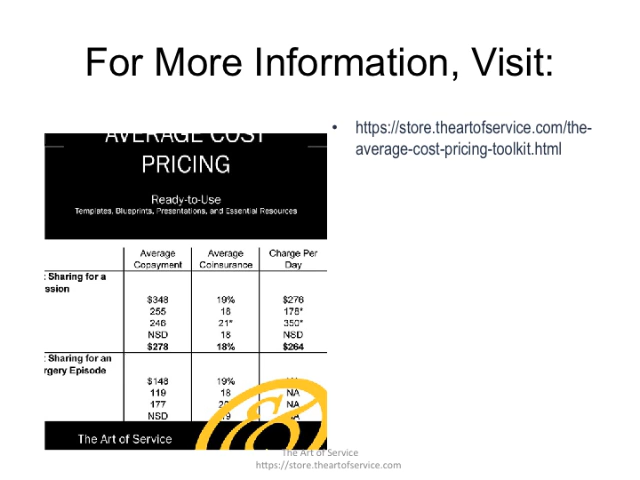 For More Information, Visit:
• https://store.theartofservice.com/the-
average-cost-pricing-toolkit.html
AVERAGE COST
PRICING
Ready-to-Use
Templates, Blueprints, Presentations, and Essential Resources
Average Average Charge Per
Copayment Coinsurance Day
: Sharing for a
ssion
$348 19% $276
255 18 178*
246 21* 350*
NSD 18 NSD
$278 18% $264
: Sharing for an
rgery Episode
$148 19%
119 18 NA
177 NA
NSD
The Art of Service
The Art of Service
https://store.theartofservice.com